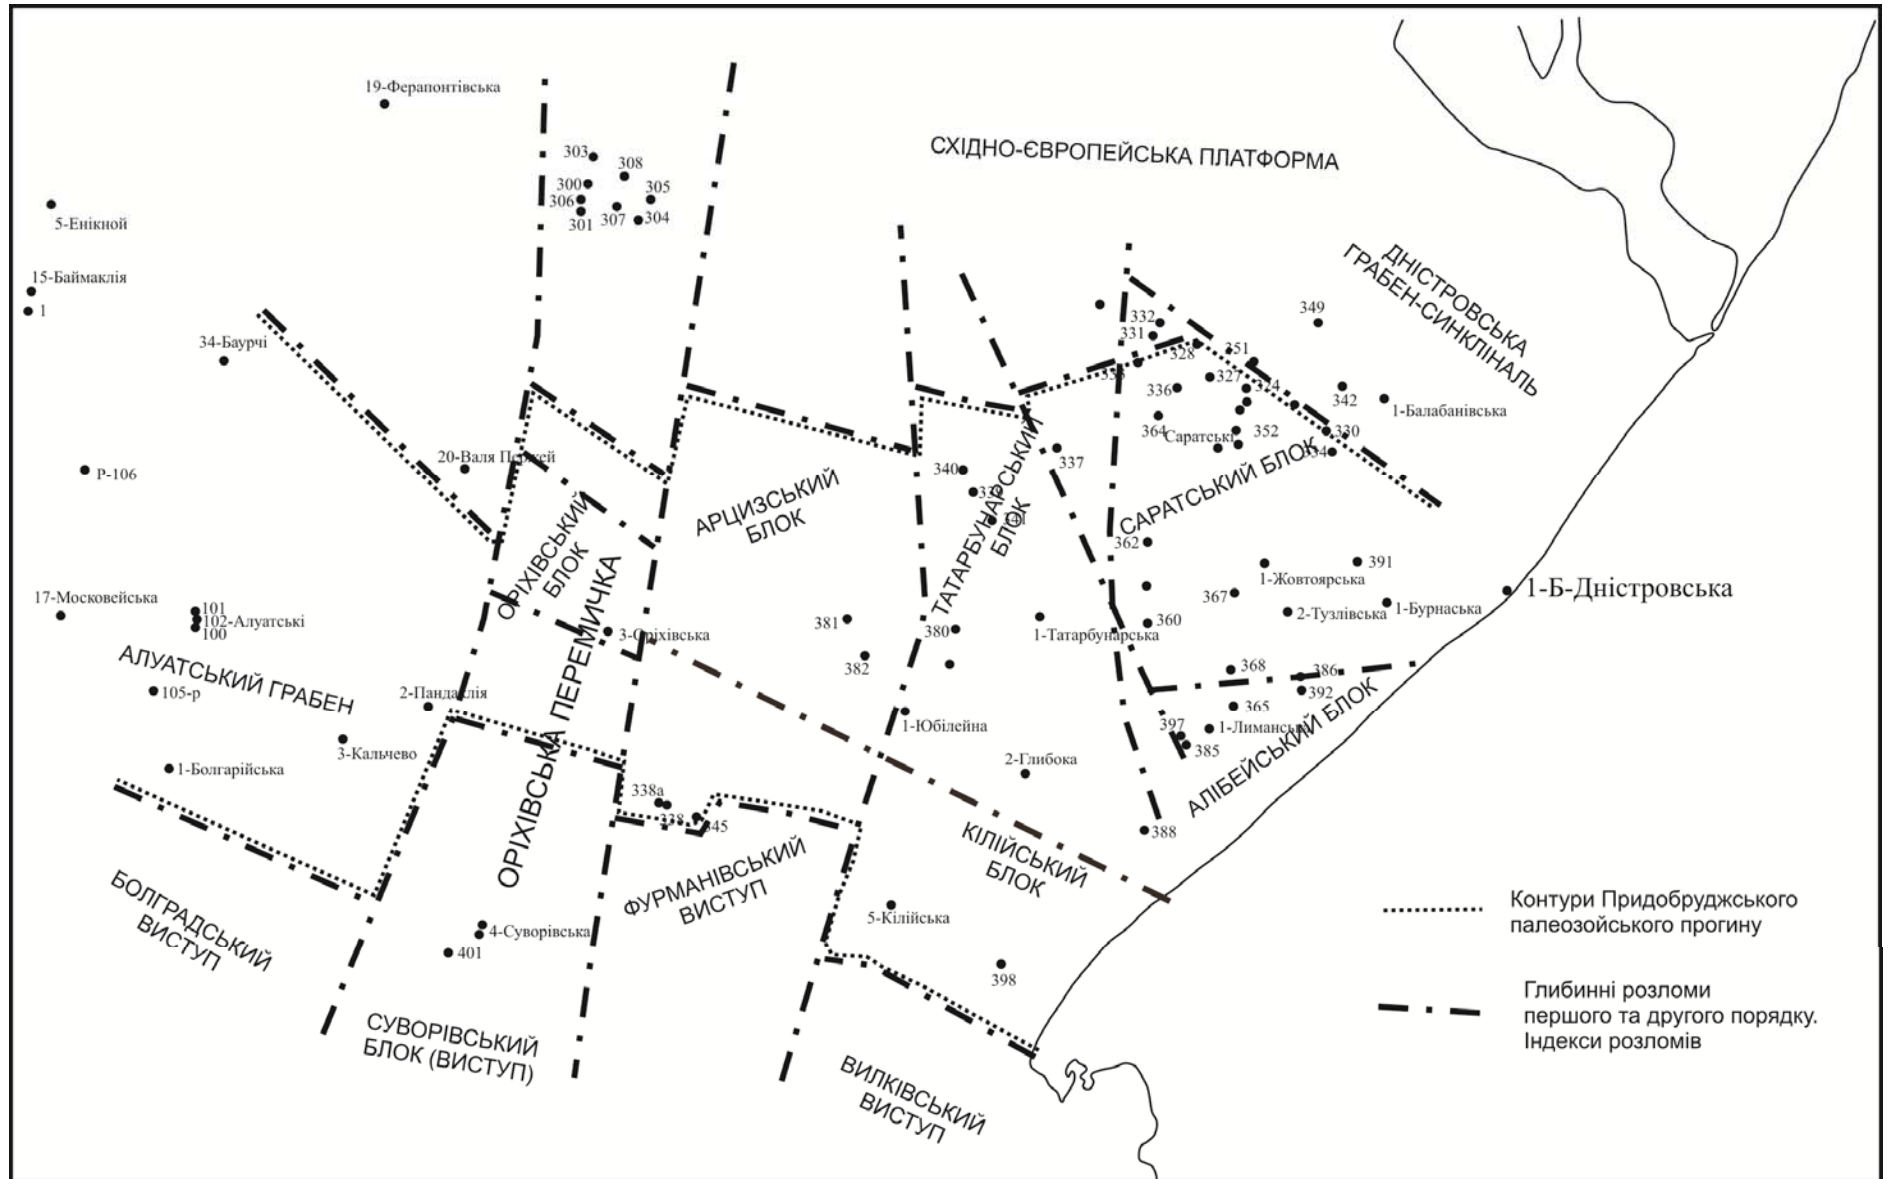 19-Ферапонтівська
СХІДНО-ЄВРОПЕЙСЬКА ПЛАТФОРМА
303
308
300
305
306
301
307
304
5-Енікной
15-Баймаклія
1
34-Баурчі
ДНІСТРОВСЬКА
ГРАБЕН-СИНКЛІНАЛЬ
349
332
331
328
351
327
336
342
1-Балабанівська
364
352
330
Саратські
334
337
САРАТСЬКИЙ БЛОК
20-Валя Пержей
Р-106
340
341
АРЦИЗСЬКИЙ
БЛОК
ТАТАРБУНАРСЬКИЙ
БЛОК
ОРІХІВСЬКИЙ
БЛОК
362
391
1-Жовтоярська
367
2-Тузлівська
1-Бурнаська
1-Б-Дністровська
17-Московейська
101
102-Алуатські
100
3-Оріхівська
381
380
1-Татарбунарська
360
382
АЛУАТСЬКИЙ ГРАБЕН
105-р
2-Пандаклія
368
386
392
365
1-Юбілейна
397
1-Лиманська
385
АЛІБЕЙСЬКИЙ БЛОК
3-Кальчево
1-Болгарійська
ОРІХІВСЬКА ПЕРЕМИЧКА
2-Глибока
338а
338
345
388
КІЛІЙСЬКИЙ
БЛОК
ФУРМАНІВСЬКИЙ
ВИСТУП
БОЛГРАДСЬКИЙ
ВИСТУП
5-Кілійська
4-Суворівська
401
398
СУВОРІВСЬКИЙ
БЛОК (ВИСТУП)
ВИЛКІВСЬКИЙ
ВИСТУП
Контури Придобруджського
палеозойського прогину
Глибинні розломи
першого та другого порядку.
Індекси розломів